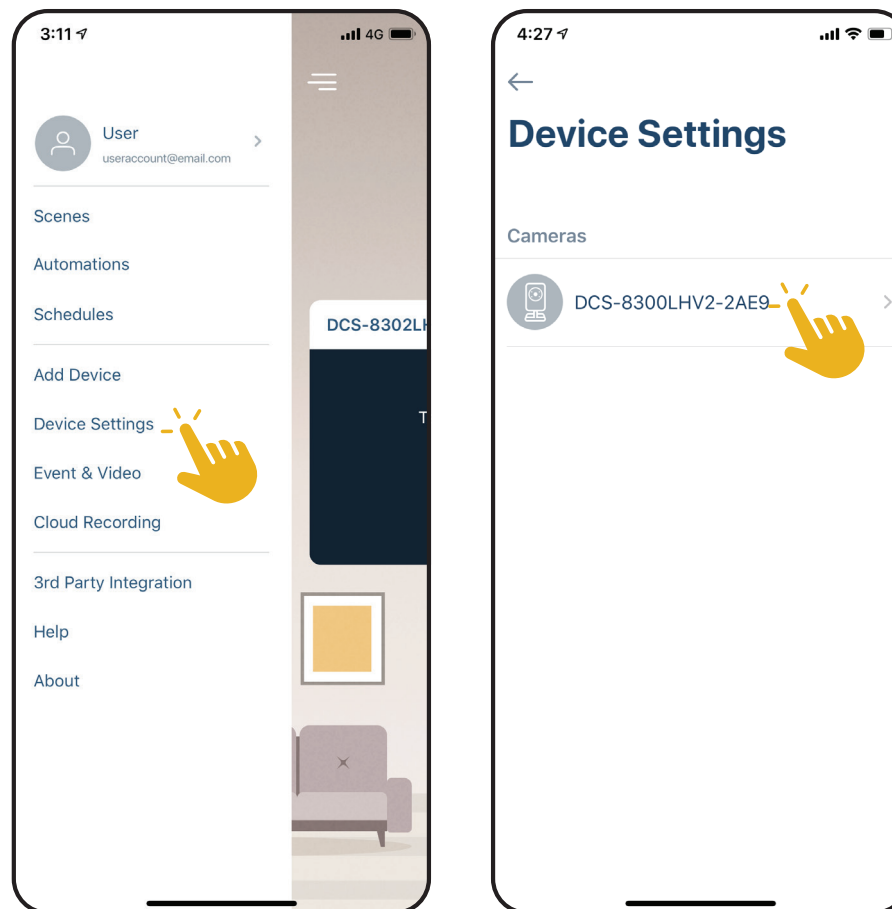 3:11
4G
User
useraccount@email.com
Scenes
Automations
Schedules
Add Device
Device Settings
Event & Video
Cloud Recording
3rd Party Integration
Help
About
DCS-8302LH
T
4:27
Device Settings
Cameras
DCS-8300LHV2-2AE9